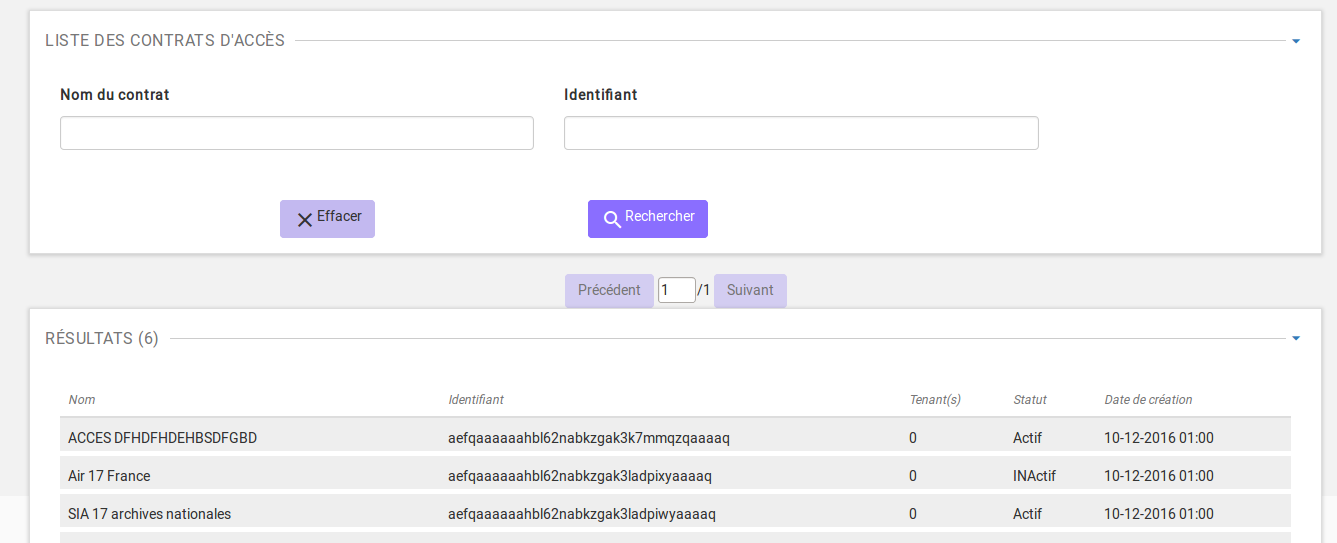 LISTE DES CONTRATS D'ACCÈS
Nom du contrat Identifiant
Effacer Rechercher
Précédent 1 /1 Suivant
RÉSULTATS (6)
Nom Identifiant Tenant(s) Statut Date de création
ACCES DFHDFHDEHBSDFGBD aefqaaaaaahbl62nabkzgak3k7mmqzqaaaaq 0 Actif 10-12-2016 01:00
Air 17 France aefqaaaaaahbl62nabkzgak3ladpixyaaaaq 0 INActif 10-12-2016 01:00
SIA 17 archives nationales aefqaaaaaahbl62nabkzgak3ladpiwyaaaaq 0 Actif 10-12-2016 01:00